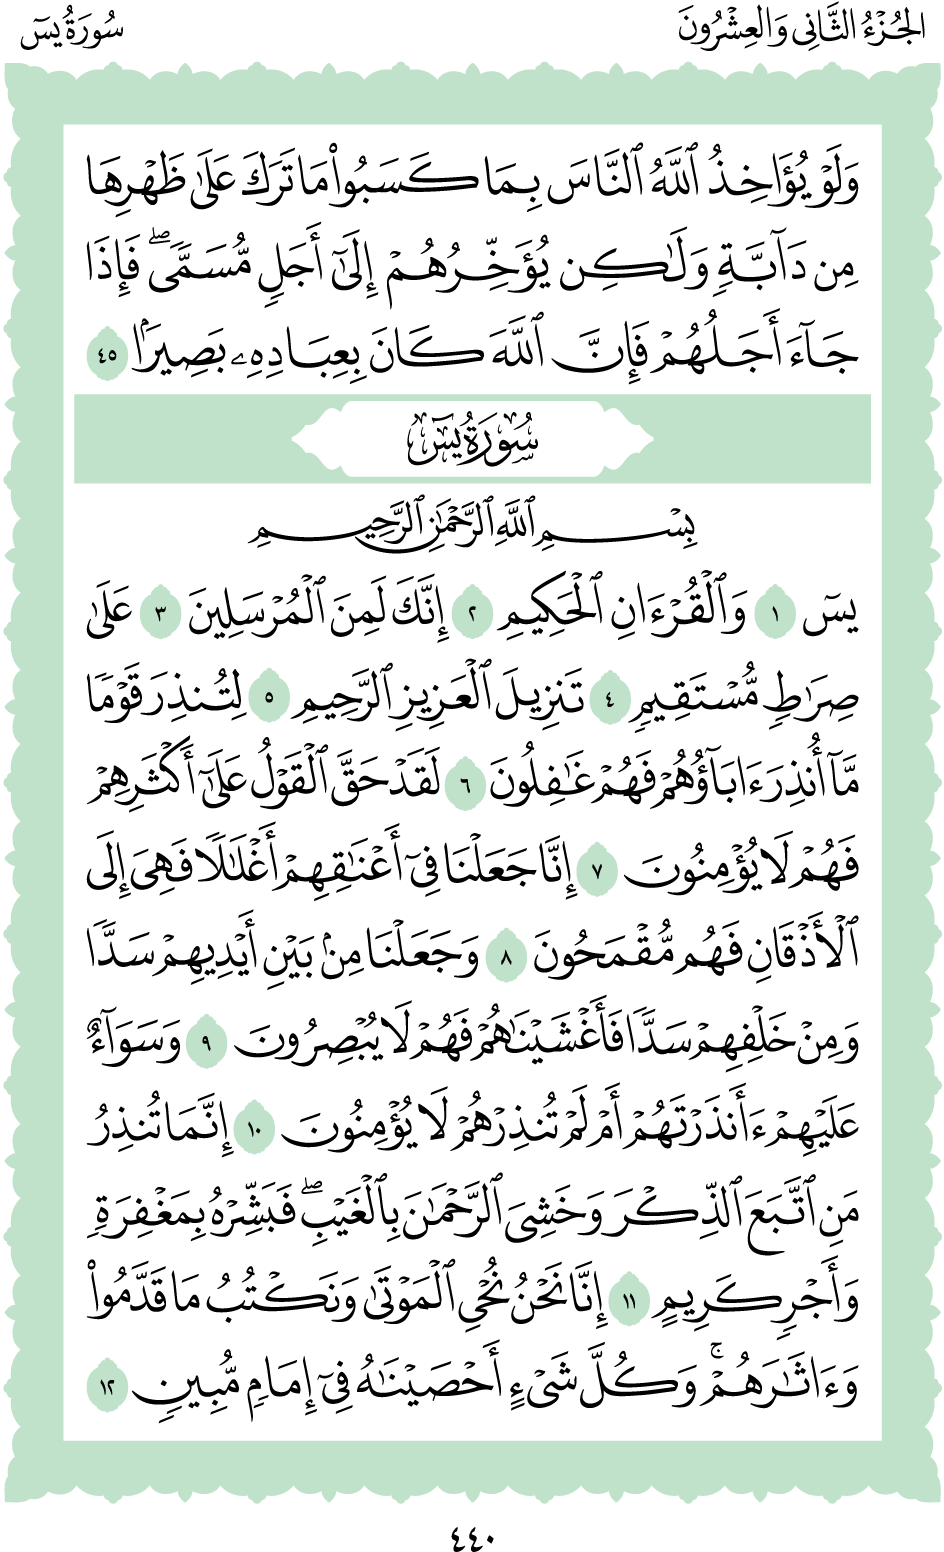 الجُزْءُ الثَّانِي وَالعِشْرُونَ
سُورَةُ يسٓ
وَلَوْ يُؤَاخِذُ ٱللَّهُ ٱلنَّاسَ بِمَا كَسَبُوا۟ مَا تَرَكَ عَلَىٰ ظَهْرِهَا
مِن دَآبَّةٍ وَلَـٰكِن يُؤَخِّرُهُمْ إِلَىٰٓ أَجَلٍ مُّسَمًّى ۖ فَإِذَا
جَآءَ أَجَلُهُمْ فَإِنَّ ٱللَّهَ كَانَ بِعِبَادِهِۦ بَصِيرًۢا ٤٥
سُورَةُ يسٓ
بِسْمِ ٱللَّهِ ٱلرَّحْمَـٰنِ ٱلرَّحِيمِ
يسٓ ١ وَٱلْقُرْءَانِ ٱلْحَكِيمِ ٢ إِنَّكَ لَمِنَ ٱلْمُرْسَلِينَ ٣ عَلَىٰ
صِرَٰطٍ مُّسْتَقِيمٍ ٤ تَنزِيلَ ٱلْعَزِيزِ ٱلرَّحِيمِ ٥ لِتُنذِرَ قَوْمًا
مَّآ أُنذِرَ ءَابَآؤُهُمْ فَهُمْ غَـٰفِلُونَ ٦ لَقَدْ حَقَّ ٱلْقَوْلُ عَلَىٰٓ أَكْثَرِهِمْ
فَهُمْ لَا يُؤْمِنُونَ ٧ إِنَّا جَعَلْنَا فِىٓ أَعْنَـٰقِهِمْ أَغْلَـٰلًا فَهِىَ إِلَى
ٱلْأَذْقَانِ فَهُم مُّقْمَحُونَ ٨ وَجَعَلْنَا مِنۢ بَيْنِ أَيْدِيهِمْ سَدًّا
وَمِنْ خَلْفِهِمْ سَدًّا فَأَغْشَيْنَـٰهُمْ فَهُمْ لَا يُبْصِرُونَ ٩ وَسَوَآءٌ
عَلَيْهِمْ ءَأَنذَرْتَهُمْ أَمْ لَمْ تُنذِرْهُمْ لَا يُؤْمِنُونَ ١٠ إِنَّمَا تُنذِرُ
مَنِ ٱتَّبَعَ ٱلذِّكْرَ وَخَشِىَ ٱلرَّحْمَـٰنَ بِٱلْغَيْبِ ۖ فَبَشِّرْهُ بِمَغْفِرَةٍ
وَأَجْرٍ كَرِيمٍ ١١ إِنَّا نَحْنُ نُحْىِ ٱلْمَوْتَىٰ وَنَكْتُبُ مَا قَدَّمُوا۟
وَءَاثَـٰرَهُمْ ۚ وَكُلَّ شَىْءٍ أَحْصَيْنَـٰهُ فِىٓ إِمَامٍ مُّبِينٍ ١٢
٤٤٠